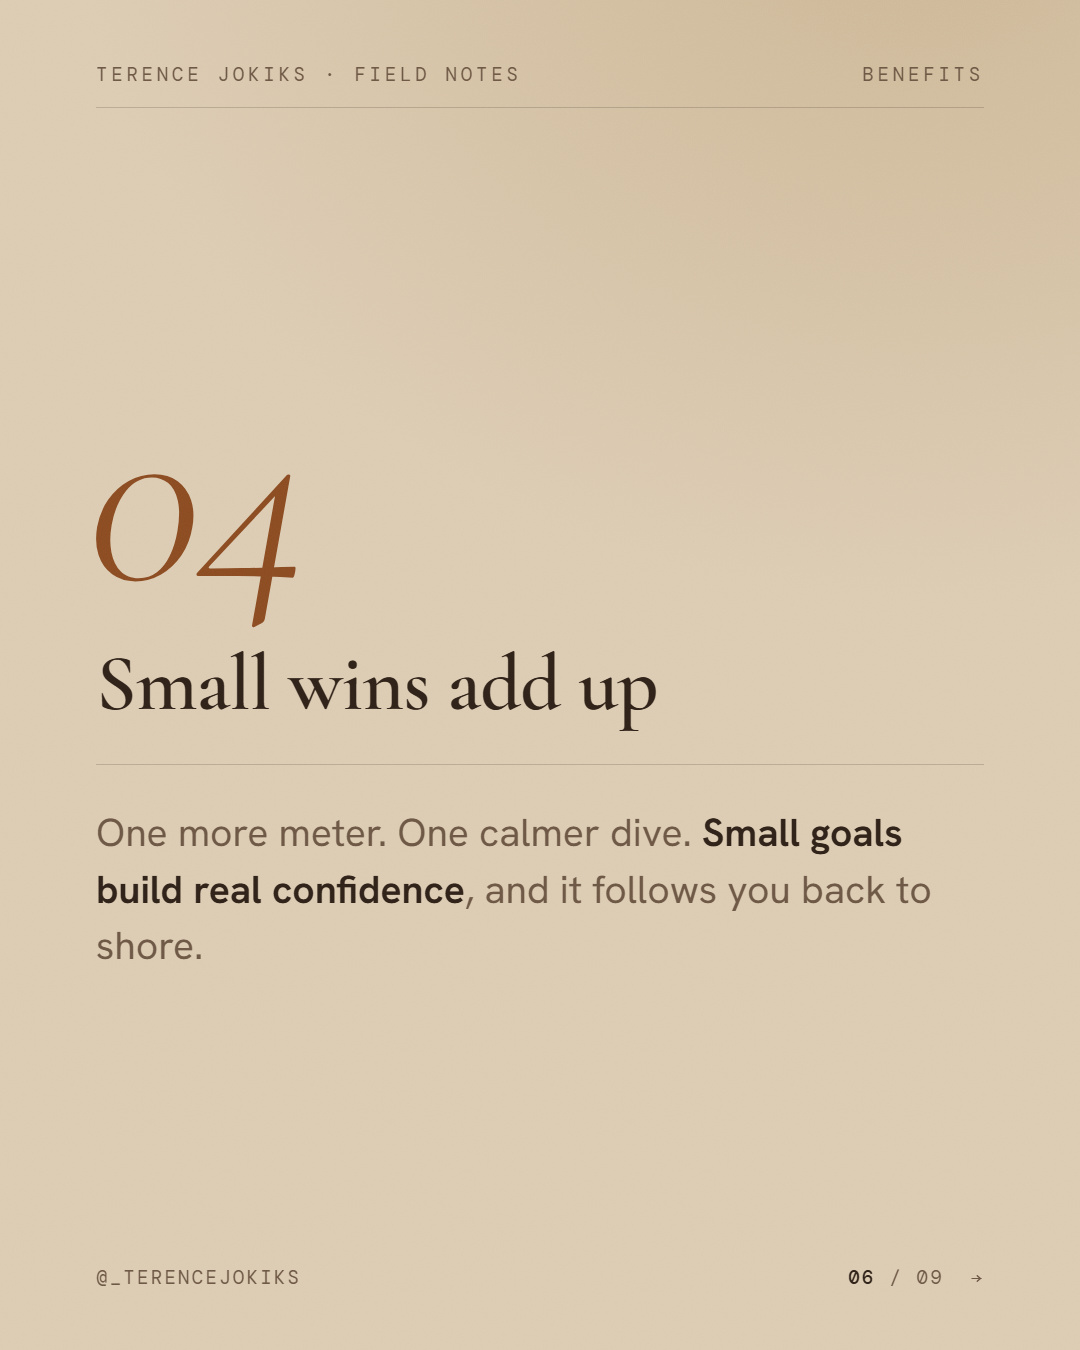 TERENCE JOKIKS · FIELD NOTES
BENEFITS
04
Small wins add up
One more meter. One calmer dive. Small goals
build real confidence, and it follows you back to
shore.
@_TERENCEJOKIKS
06 / 09 →